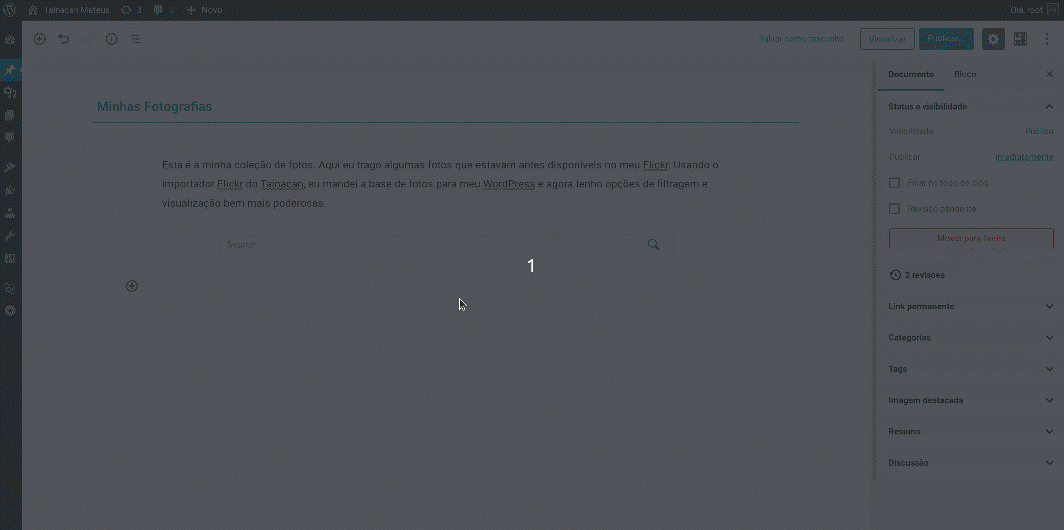 Tainacan Mateus 3 0 Novo Olá, root
Salvar como rascunho Visualizar Publicar...
Documento Bloco
Minhas Fotografias
Status e visibilidade
Visibilidade Público
Publicar Imediatamente
Esta é a minha coleção de fotos. Aqui eu trago algumas fotos que estavam antes disponíveis no meu Flickr. Usando o
importador Flickr do Tainacan, eu mandei a base de fotos para meu WordPress e agora tenho opções de filtragem e
visualização bem mais poderosas.
Fixar no topo do blog
Revisão pendente
Search
Mover para lixeira
1
2 revisões
Link permanente
Categorias
Tags
Imagem destacada
Resumo
Discussão